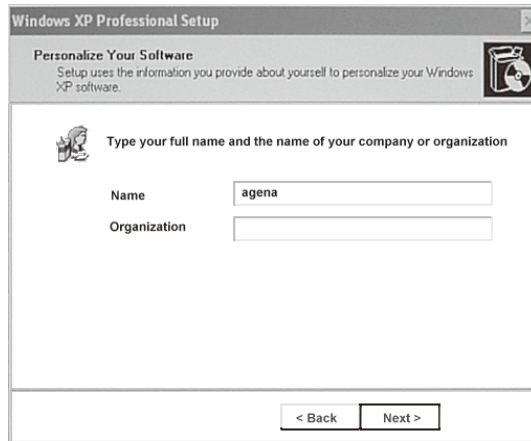 Windows XP Professional Setup
Personalize Your Software
Setup uses the information you provide about yourself to personalize your Windows
XP software.
Type your full name and the name of your company or organization
Name
agena
Organization
< Back
Next >